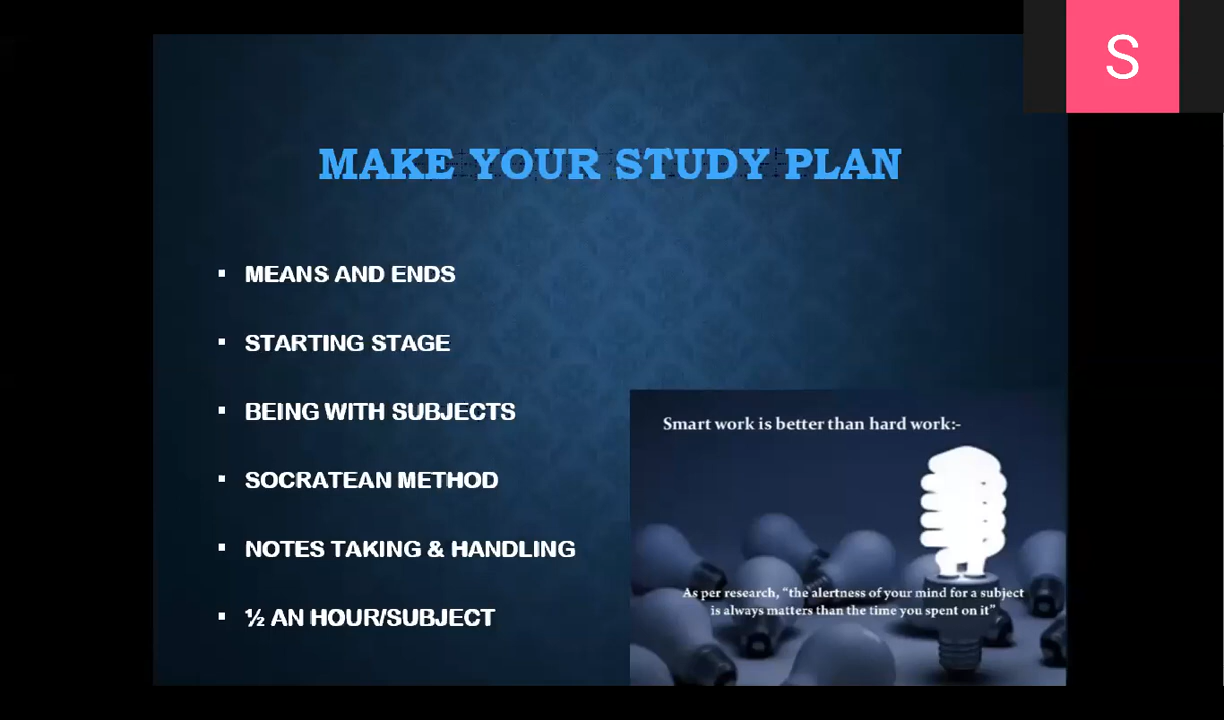 S
MAKE YOUR STUDY PLAN
▪ MEANS AND ENDS
▪ STARTING STAGE
▪ BEING WITH SUBJECTS
▪ SOCRATEAN METHOD
▪ NOTES TAKING & HANDLING
▪ ½ AN HOUR/SUBJECT
Smart work is better than hard work:-
As per research, “the alertness of your mind for a subject
is always matters than the time you spent on it”